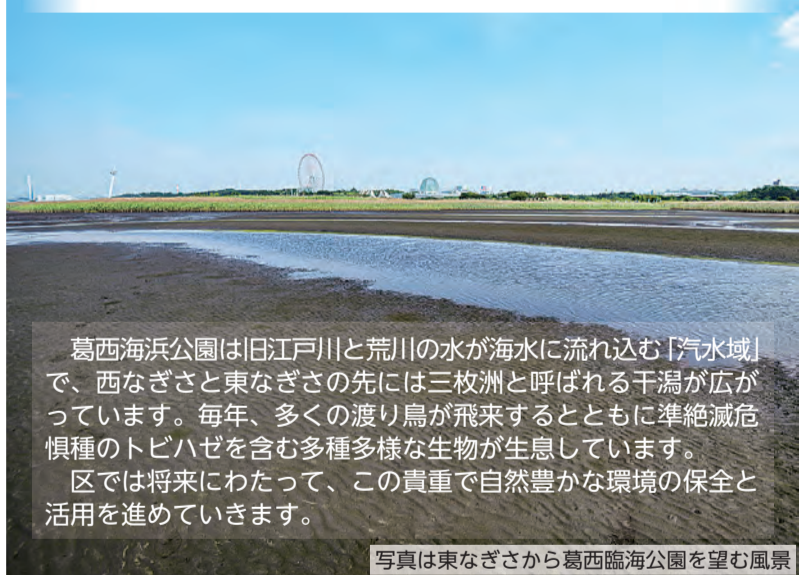 葛西海浜公園は旧江戸川と荒川の水が海水に流れ込む「汽水域」
で、西なぎさと東なぎさの先には三枚洲と呼ばれる干潟が広が
っています。毎年、多くの渡り鳥が飛来するとともに準絶滅危
惧種のトビハゼを含む多種多様な生物が生息しています。
　区では将来にわたって、この貴重で自然豊かな環境の保全と
活用を進めていきます。
写真は東なぎさから葛西臨海公園を望む風景